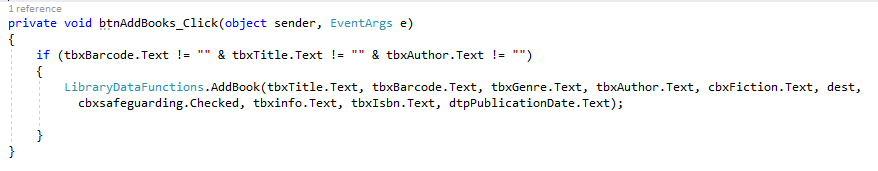 1 reference
private void btnAddBooks_Click(object sender, EventArgs e)
{
if (tbxBarcode.Text != "" & tbxTitle.Text != "" & tbxAuthor.Text != "")
{
LibraryDataFunctions.AddBook(tbxTitle.Text, tbxBarcode.Text, tbxGenre.Text, tbxAuthor.Text, cbxFiction.Text, dest,
cbxsafeguarding.Checked, tbxinfo.Text, tbxIsbn.Text, dtpPublicationDate.Text);
}
}